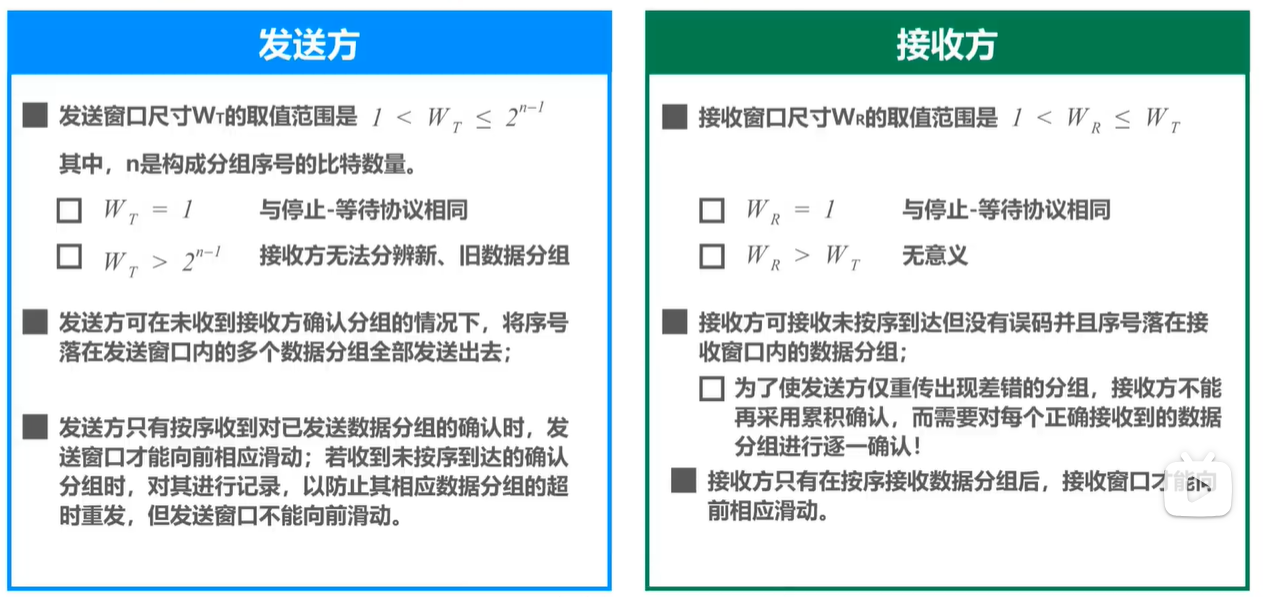 发送方
发送窗口尺寸WT的取值范围是 1 < W_T ≤ 2^{n-1}
其中，n是构成分组序号的比特数量。
W_T = 1 与停止-等待协议相同
W_T > 2^{n-1} 接收方无法分辨新、旧数据分组
发送方可在未收到接收方确认分组的情况下，将序号
落在发送窗口内的多个数据分组全部发送出去；
发送方只有按序收到对已发送数据分组的确认时，发
送窗口才能向前相应滑动；若收到未按序到达的确认
分组时，对其进行记录，以防止其相应数据分组的超
时重发，但发送窗口不能向前滑动。
接收方
接收窗口尺寸WR的取值范围是 1 < W_R ≤ W_T
W_R = 1 与停止-等待协议相同
W_R > W_T 无意义
接收方可接收未按序到达但没有误码并且序号落在接
收窗口内的数据分组；
为了使发送方仅重传出现差错的分组，接收方不能
再采用累积确认，而需要对每个正确接收到的数据
分组进行逐一确认！
接收方只有在按序接收数据分组后，接收窗口才能向
前相应滑动。